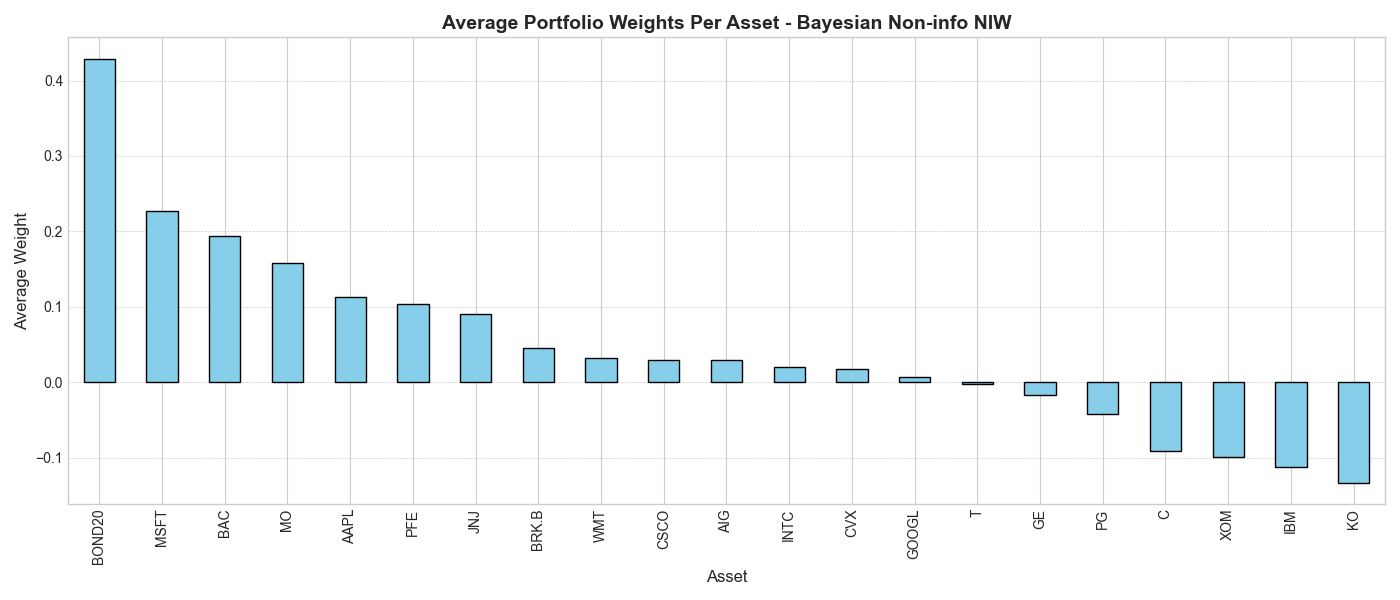 Average Portfolio Weights Per Asset - Bayesian Non-info NIW
Average Weight
0.4
0.3
0.2
0.1
0.0
−0.1
BOND20
MSFT
BAC
MO
AAPL
PFE
JNJ
BRK.B
WMT
CSCO
AIG
INTC
CVX
GOOGL
T
GE
PG
C
XOM
IBM
KO
Asset